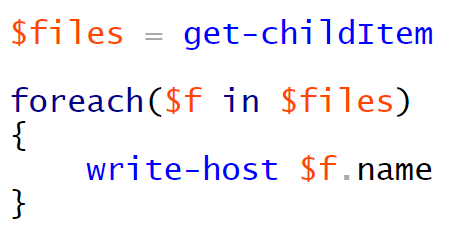 $files = get-childItem
foreach($f in $files)
{
    write-host $f.name
}